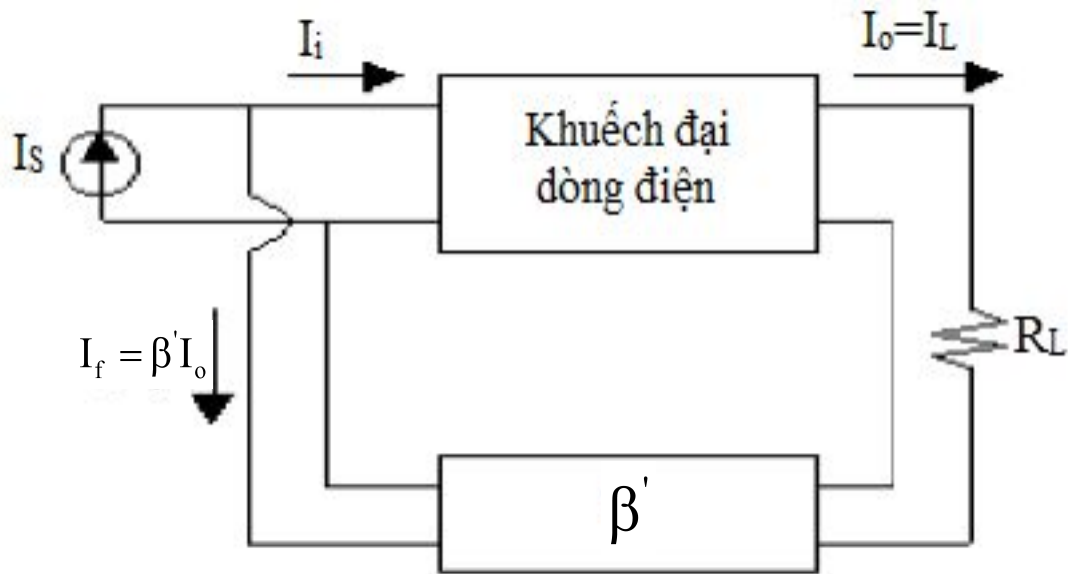 Iᵢ
Iₒ=I_L
I_S
Khuếch đại
dòng điện
I_f = β'Iₒ
R_L
β'